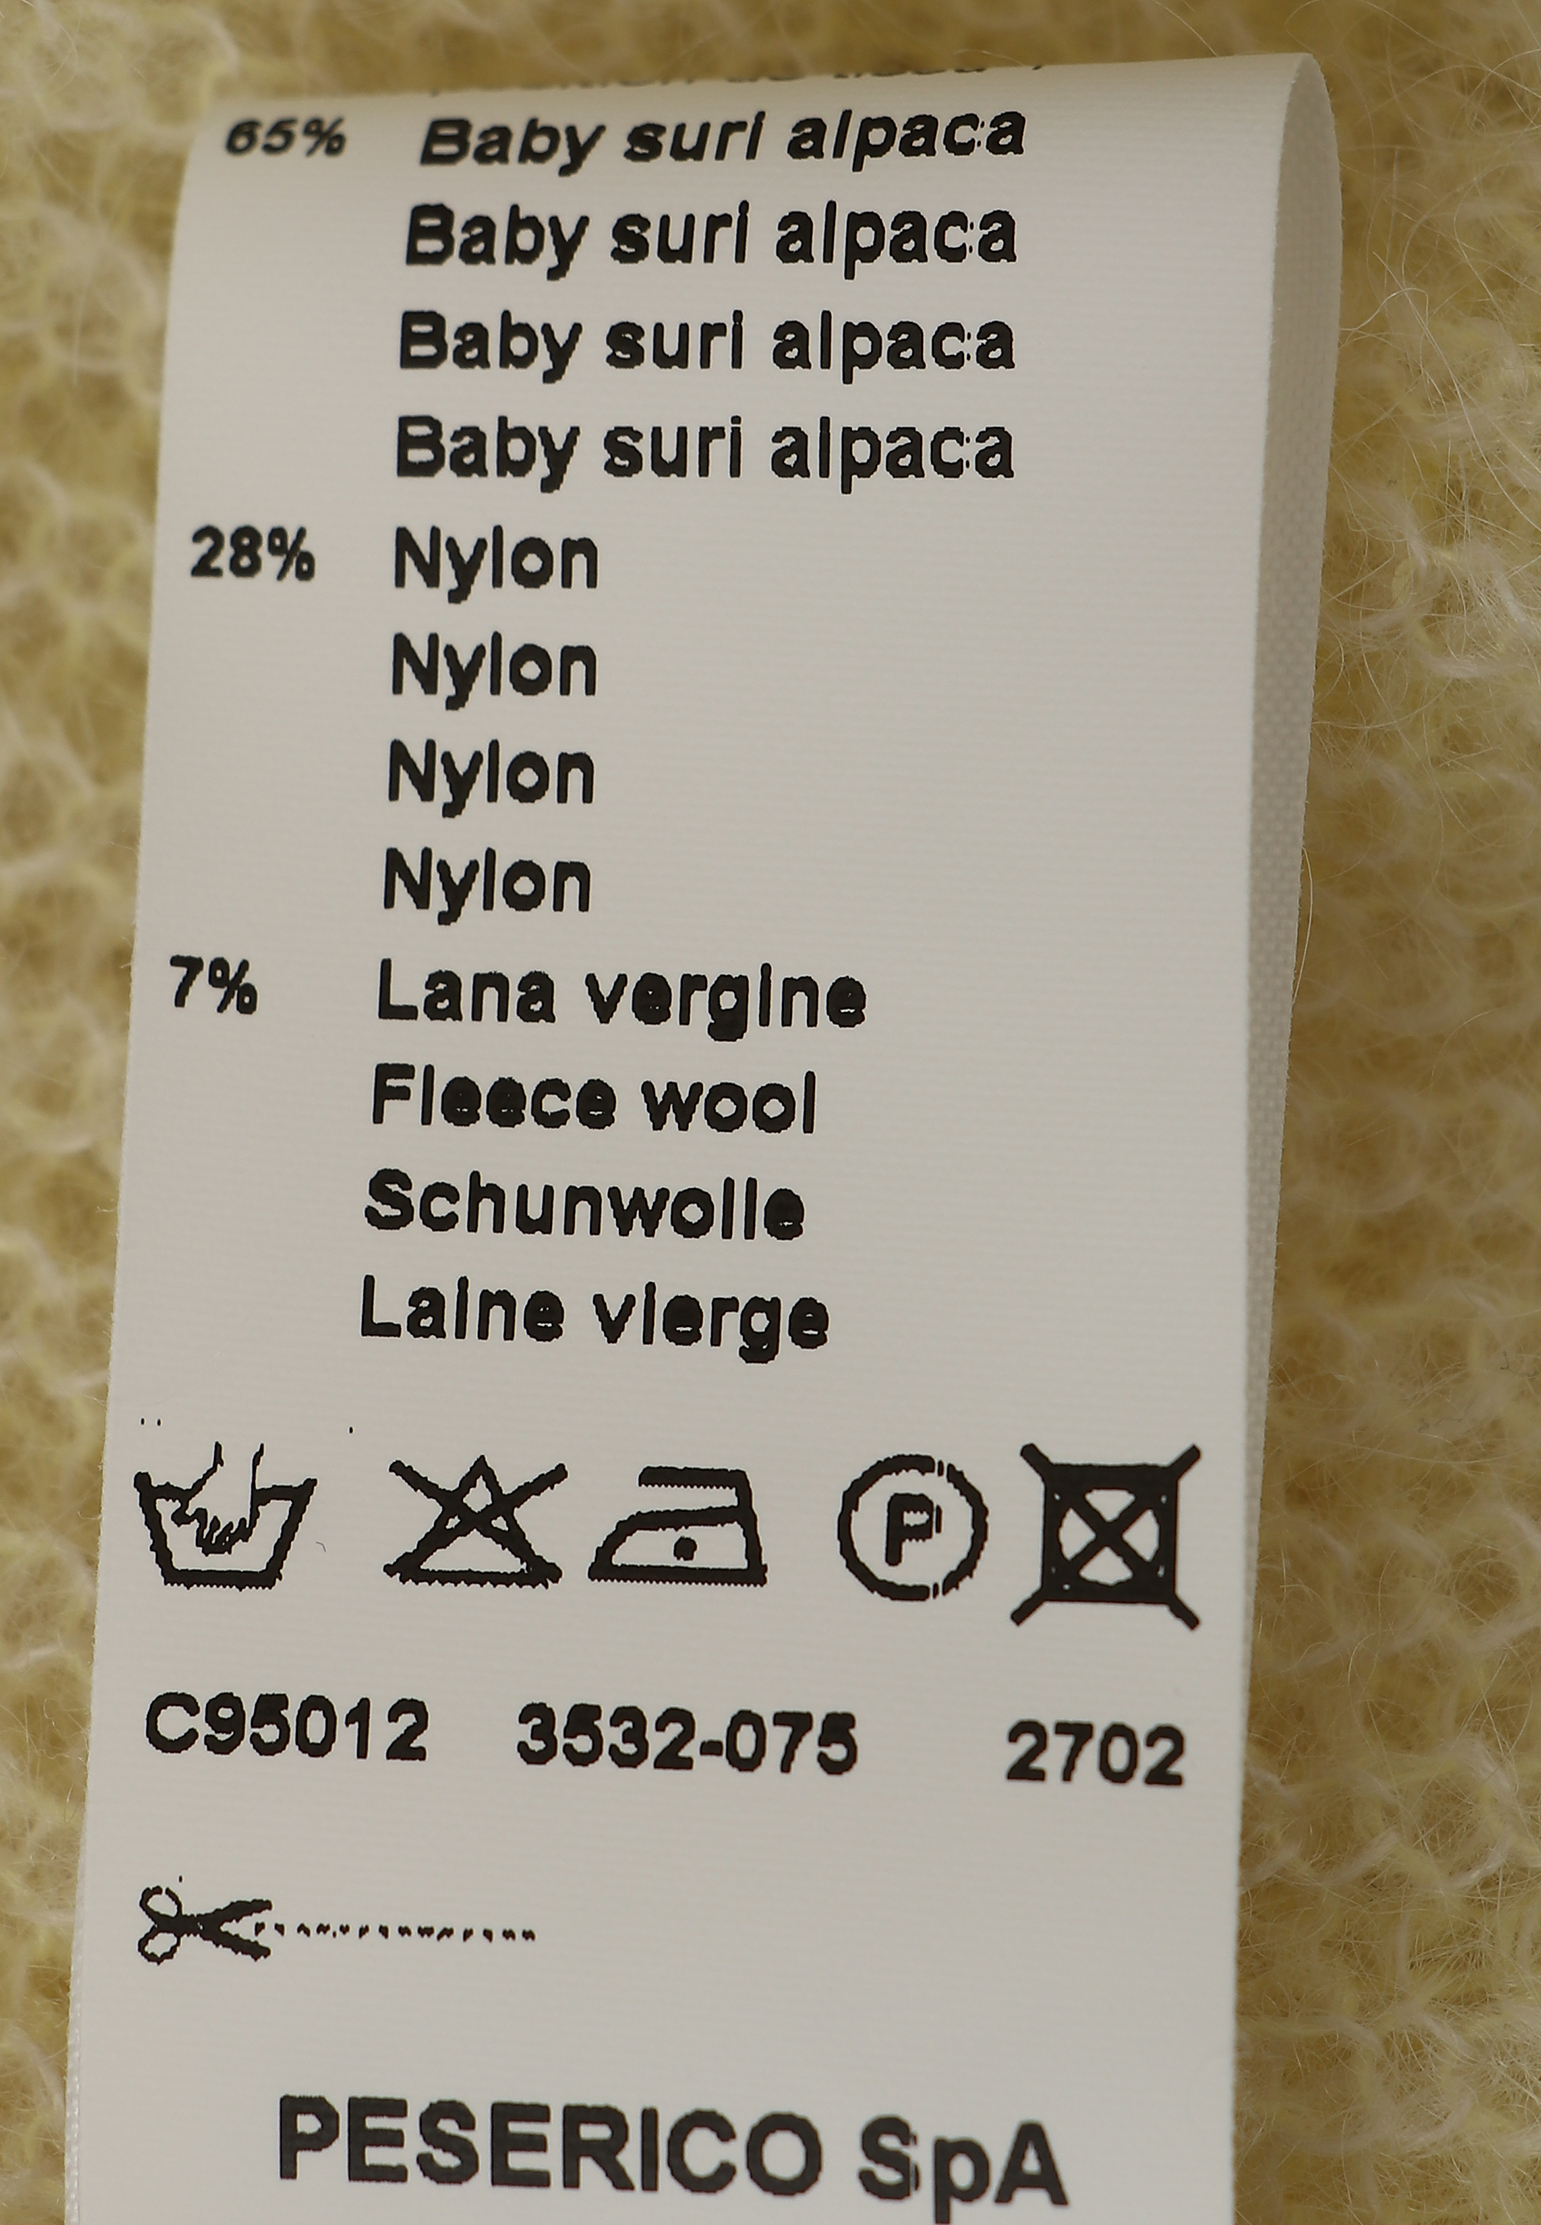 65% Baby suri alpaca
Baby suri alpaca
Baby suri alpaca
Baby suri alpaca
28% Nylon
Nylon
Nylon
Nylon
7% Lana vergine
Fleece wool
Schunwolle
Laine vierge
P
C95012 3532-075 2702
PESERICO SpA